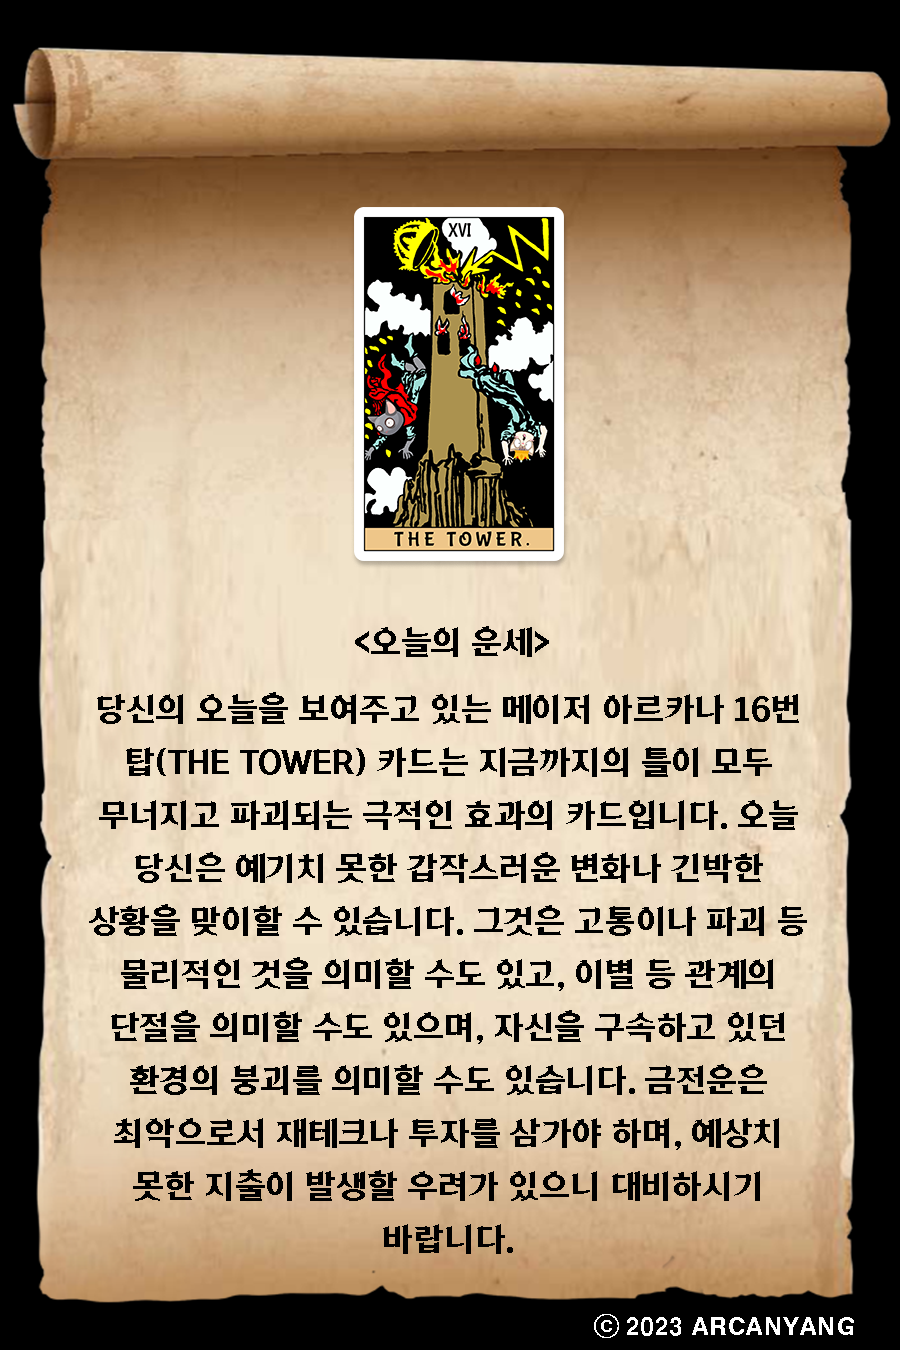 XVI
THE TOWER.
<오늘의 운세>
당신의 오늘을 보여주고 있는 메이저 아르카나 16번
탑(THE TOWER) 카드는 지금까지의 틀이 모두
무너지고 파괴되는 극적인 효과의 카드입니다. 오늘
당신은 예기치 못한 갑작스러운 변화나 긴박한
상황을 맞이할 수 있습니다. 그것은 고통이나 파괴 등
물리적인 것을 의미할 수도 있고, 이별 등 관계의
단절을 의미할 수도 있으며, 자신을 구속하고 있던
환경의 붕괴를 의미할 수도 있습니다. 금전운은
최악으로서 재테크나 투자를 삼가야 하며, 예상치
못한 지출이 발생할 우려가 있으니 대비하시기
바랍니다.
ⓒ 2023 ARCANYANG